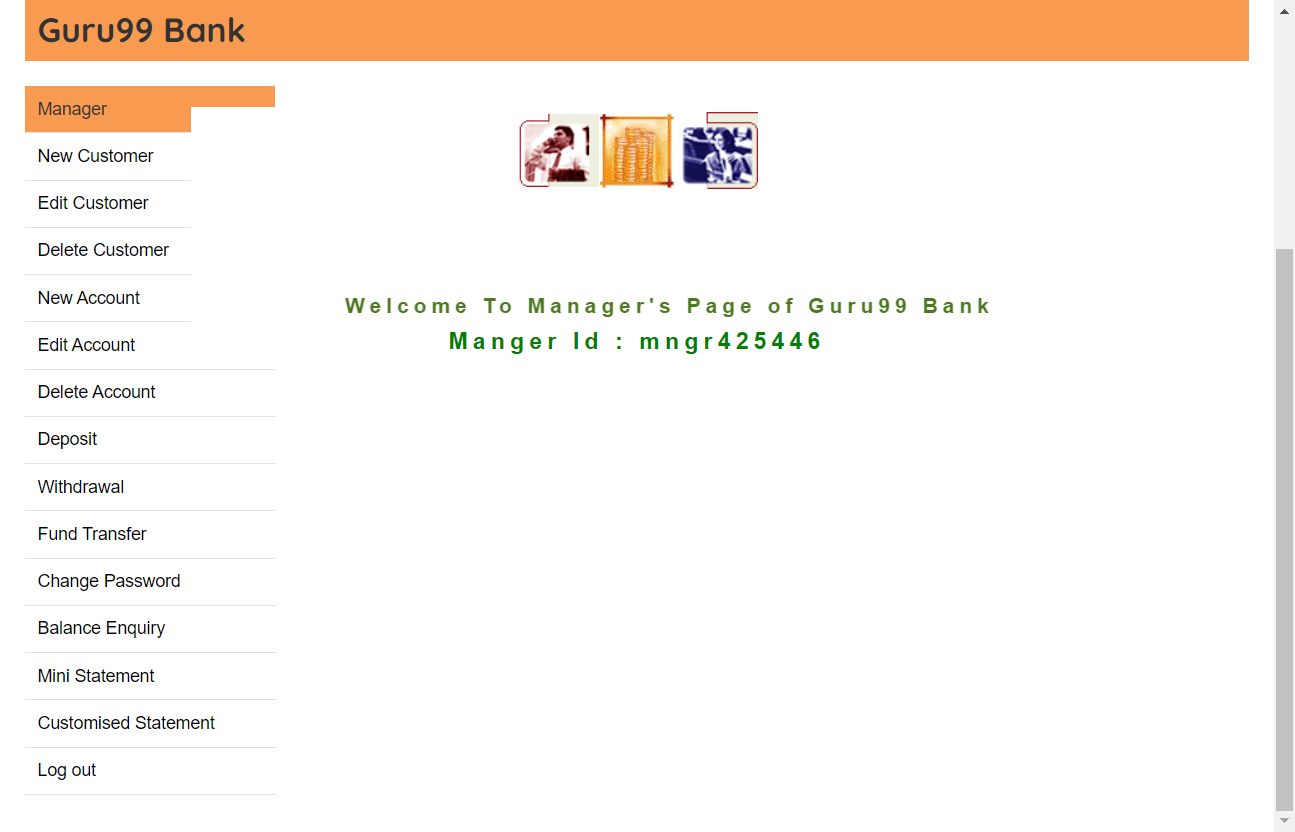 Guru99 Bank
Manager
New Customer
Edit Customer
Delete Customer
New Account
Edit Account
Delete Account
Deposit
Withdrawal
Fund Transfer
Change Password
Balance Enquiry
Mini Statement
Customised Statement
Log out
Welcome To Manager's Page of Guru99 Bank
Manger Id : mngr425446